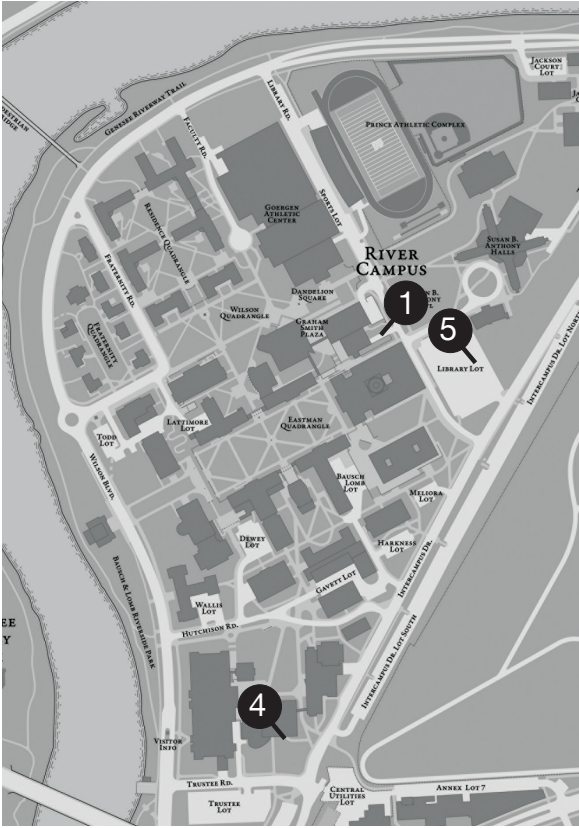 GENESEE RIVERWAY TRAIL
LIBRARY RD.
JACKSON
COURT
LOT
FACULTY RD.
PRINCE ATHLETIC COMPLEX
SPORTS LOT
GOERGEN
ATHLETIC
CENTER
RESIDENCE QUADRANGLE
SUSAN B.
ANTHONY
HALLS
RIVER
CAMPUS
FRATERNITY RD.
DANDELION
SQUARE
1
WILSON
QUADRANGLE
GRAHAM
SMITH
PLAZA
5
FRATERNITY
QUADRANGLE
LIBRARY LOT
INTERCAMPUS DR. LOT NORTH
LATTIMORE
LOT
EASTMAN
QUADRANGLE
TODD
LOT
WILSON BLVD.
BAUSCH
LOMB
LOT
MELIORA
LOT
DEWEY
LOT
HARKNESS
LOT
INTERCAMPUS DR.
BAUSCH & LOMB RIVERSIDE PARK
GAVETT LOT
WALLIS
LOT
HUTCHISON RD.
INTERCAMPUS DR. LOT SOUTH
4
VISITOR
INFO
TRUSTEE RD.
CENTRAL
UTILITIES
LOT
ANNEX LOT 7
TRUSTEE
LOT